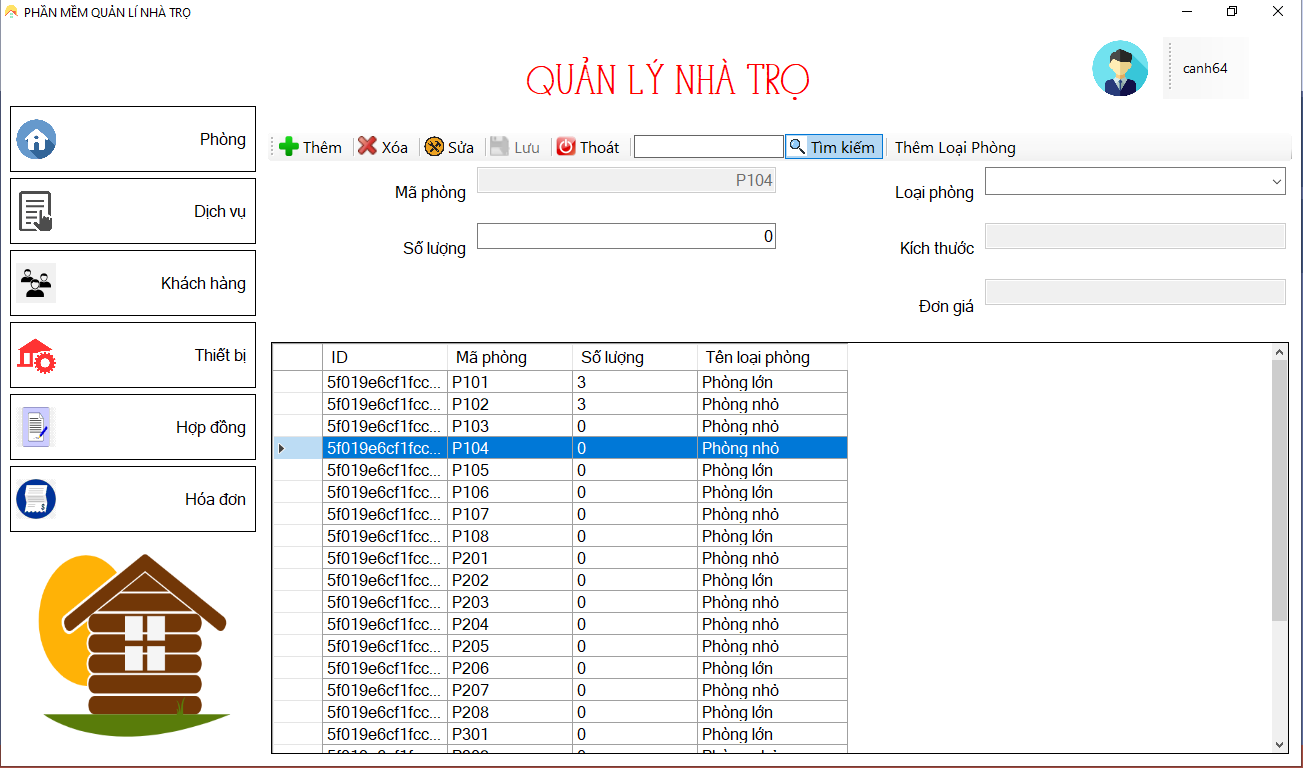 PHẦN MỀM QUẢN LÍ NHÀ TRỌ
QUẢN LÝ NHÀ TRỌ
canh64
Phòng
Dịch vụ
Khách hàng
Thiết bị
Hợp đồng
Hóa đơn
Thêm Xóa Sửa Lưu Thoát Tìm kiếm Thêm Loại Phòng
Mã phòng P104 Loại phòng
Số lượng 0 Kích thước
Đơn giá
ID Mã phòng Số lượng Tên loại phòng
5f019e6cf1fcc... P101 3 Phòng lớn
5f019e6cf1fcc... P102 3 Phòng nhỏ
5f019e6cf1fcc... P103 0 Phòng nhỏ
5f019e6cf1fcc... P104 0 Phòng nhỏ
5f019e6cf1fcc... P105 0 Phòng lớn
5f019e6cf1fcc... P106 0 Phòng lớn
5f019e6cf1fcc... P107 0 Phòng nhỏ
5f019e6cf1fcc... P108 0 Phòng lớn
5f019e6cf1fcc... P201 0 Phòng nhỏ
5f019e6cf1fcc... P202 0 Phòng lớn
5f019e6cf1fcc... P203 0 Phòng nhỏ
5f019e6cf1fcc... P204 0 Phòng nhỏ
5f019e6cf1fcc... P205 0 Phòng nhỏ
5f019e6cf1fcc... P206 0 Phòng lớn
5f019e6cf1fcc... P207 0 Phòng nhỏ
5f019e6cf1fcc... P208 0 Phòng lớn
5f019e6cf1fcc... P301 0 Phòng lớn